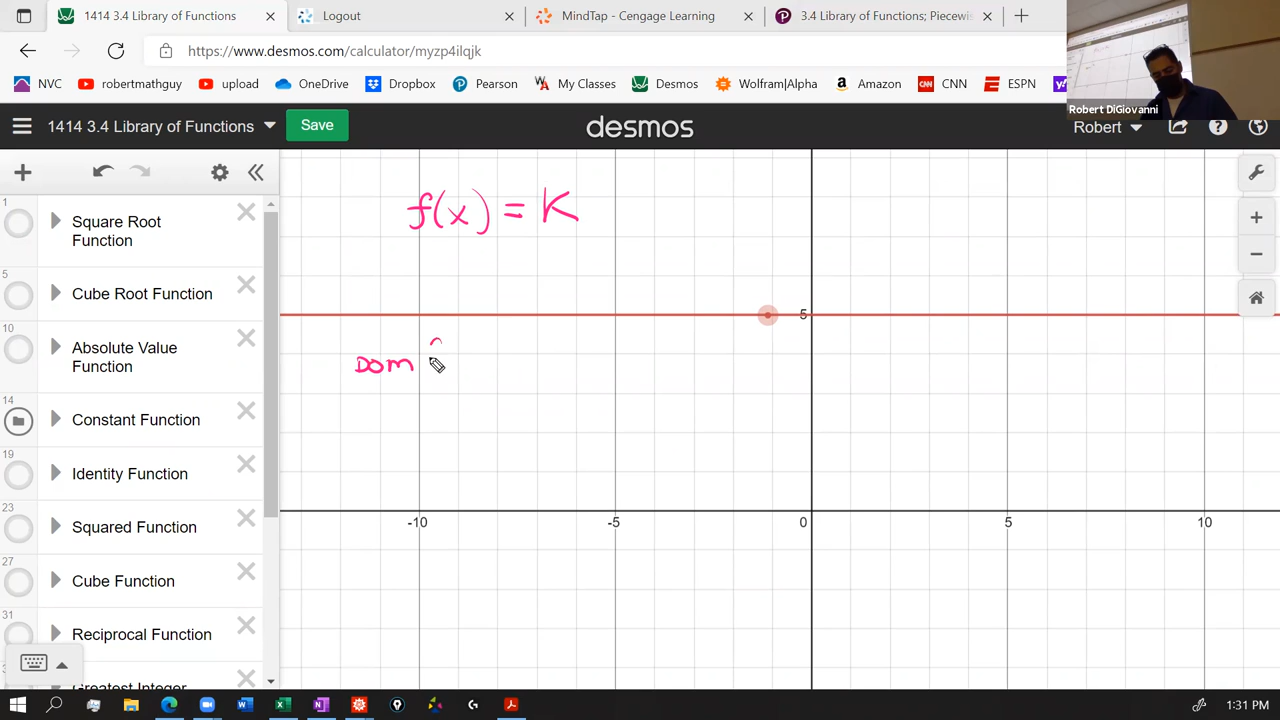 1414 3.4 Library of Functions
Logout
MindTap - Cengage Learning
3.4 Library of Functions; Piecewis
https://www.desmos.com/calculator/myzp4ilqjk
NVC
robertmathguy
upload
OneDrive
Dropbox
Pearson
My Classes
Desmos
Wolfram|Alpha
Amazon
CNN
ESPN
Robert DiGiovanni
1414 3.4 Library of Functions
Save
desmos
Robert
1
Square Root
Function
5
Cube Root Function
10
Absolute Value
Function
14
Constant Function
19
Identity Function
23
Squared Function
27
Cube Function
31
Reciprocal Function
Greatest Integer
f(x) = K
5
DOM
-10
-5
0
5
10
1:31 PM